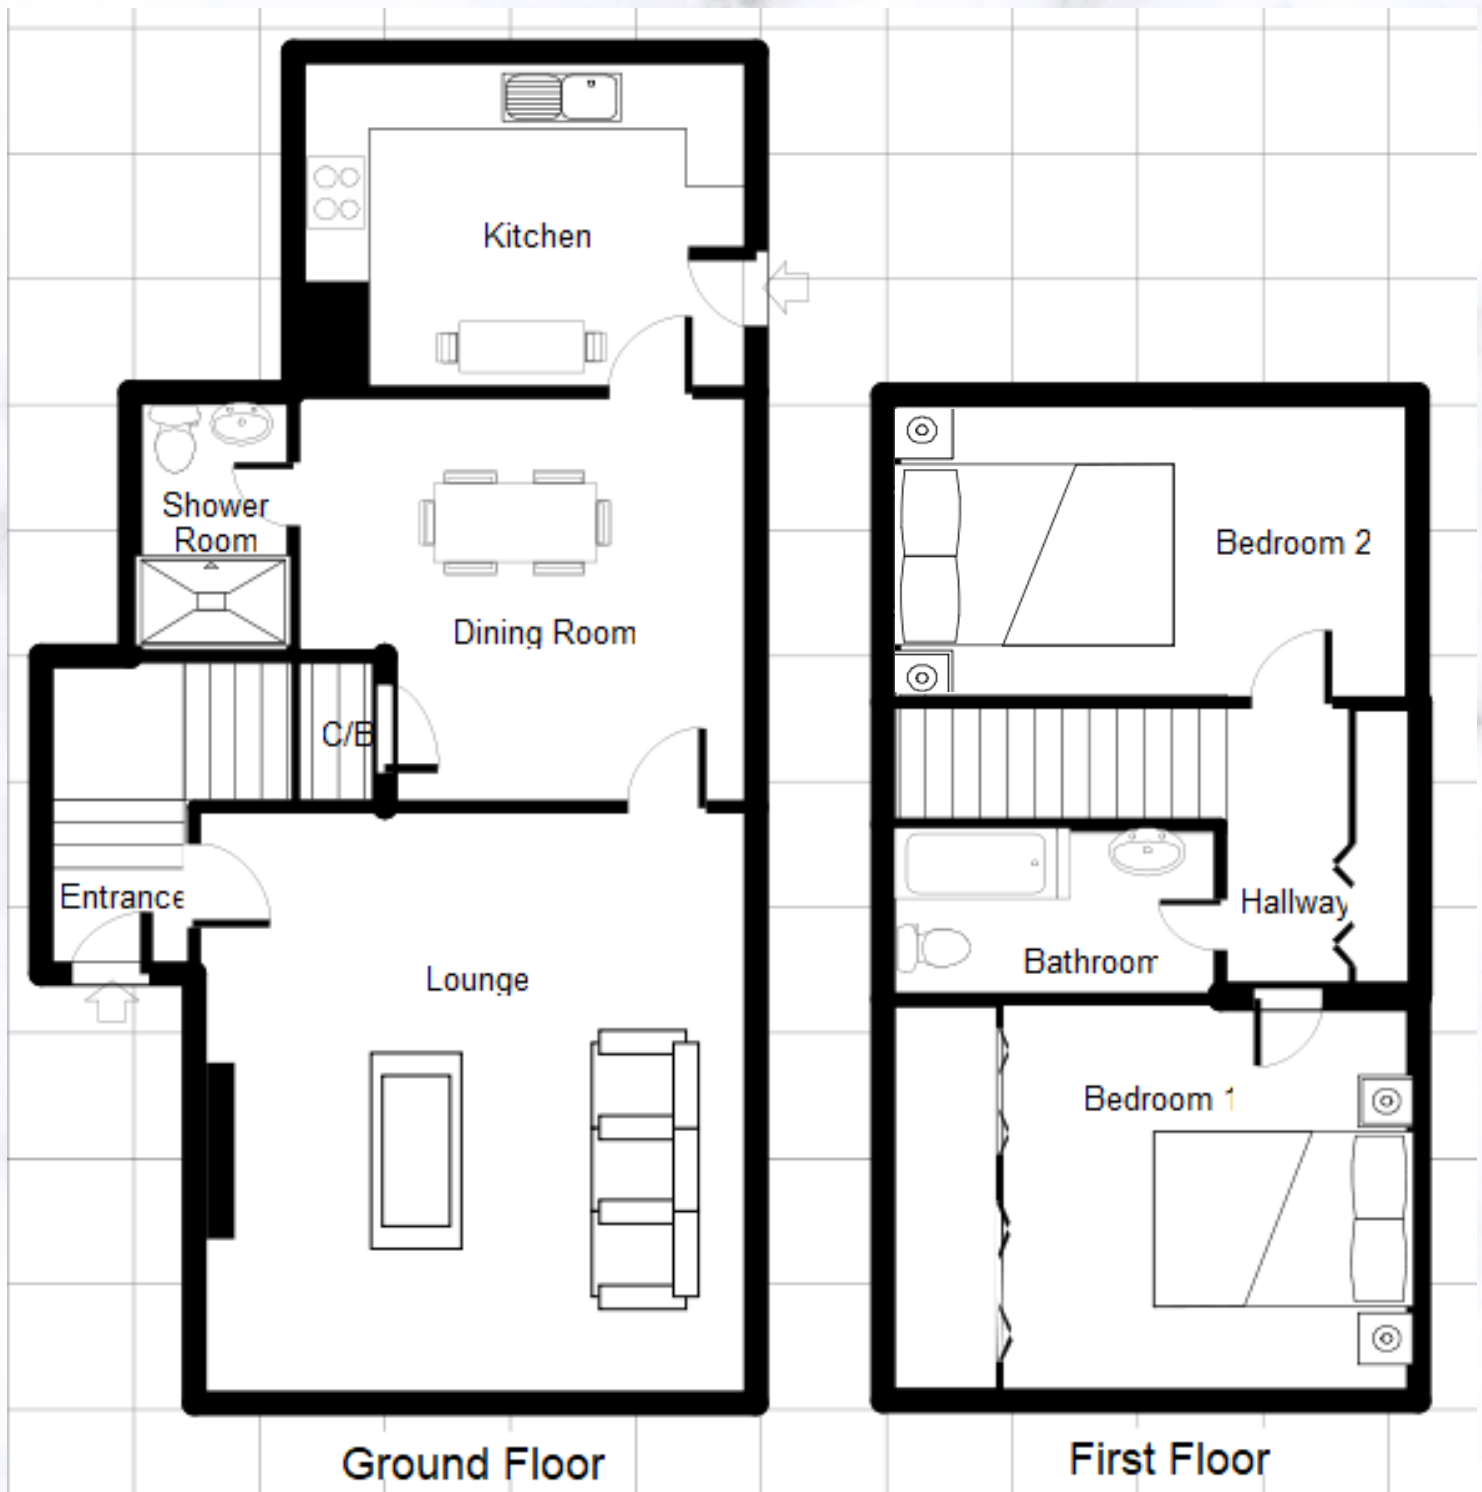 Kitchen
Shower
Room
Dining Room
C/B
Entrance
Lounge
Ground Floor
Bedroom 2
Hallway
Bathroom
Bedroom 1
First Floor